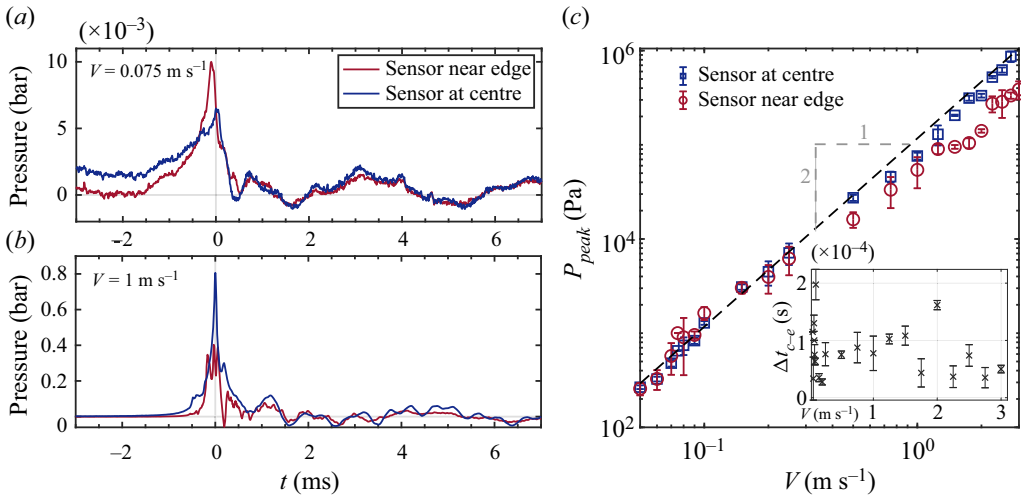 (a)
(×10⁻³)
V = 0.075 m s⁻¹
Sensor near edge
Sensor at centre
Pressure (bar)
10
5
0
−2
0
2
4
6
(b)
V = 1 m s⁻¹
Pressure (bar)
0.8
0.6
0.4
0.2
0
−2
0
2
4
6
t (ms)
(c)
Sensor at centre
Sensor near edge
1
2
P_peak (Pa)
10⁶
10⁵
10⁴
10³
10²
10⁻¹
10⁰
V (m s⁻¹)
(×10⁻⁴)
Δt_c–e (s)
2
1
0
V (m s⁻¹)
1
2
3